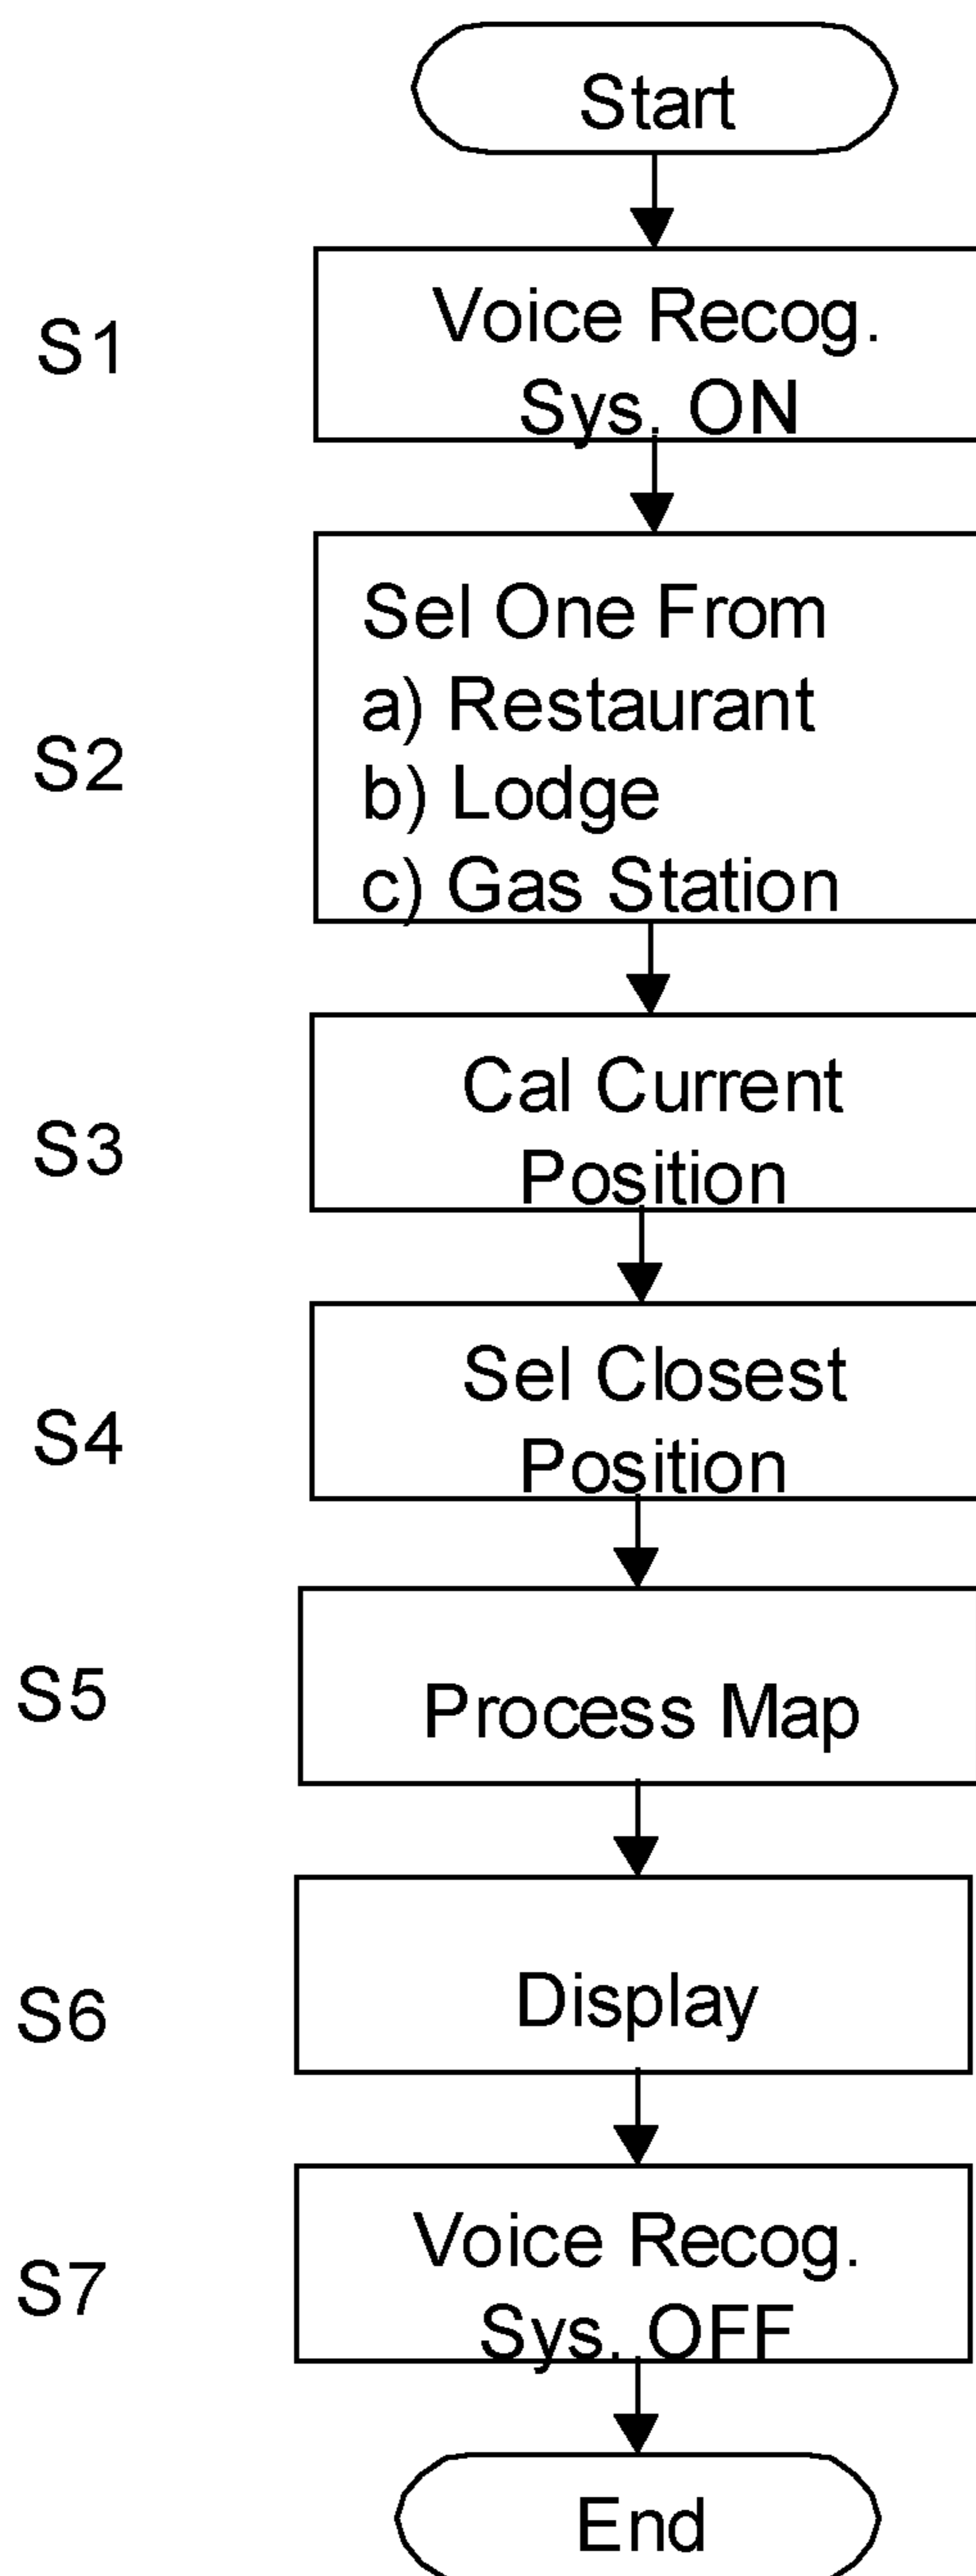 Start
S1
Voice Recog.
Sys. ON
S2
Sel One From
a) Restaurant
b) Lodge
c) Gas Station
S3
Cal Current
Position
S4
Sel Closest
Position
S5
Process Map
S6
Display
S7
Voice Recog.
Sys. OFF
End